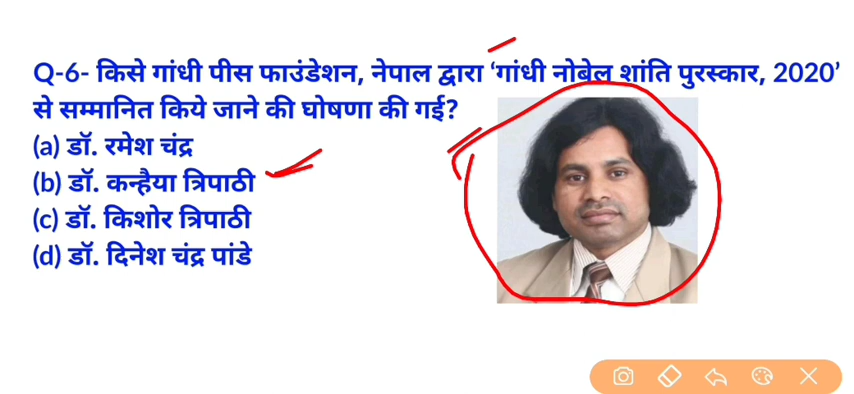 Q-6- किसे गांधी पीस फाउंडेशन, नेपाल द्वारा ‘गांधी नोबेल शांति पुरस्कार, 2020’
से सम्मानित किये जाने की घोषणा की गई?
(a) डॉ. रमेश चंद्र
(b) डॉ. कन्हैया त्रिपाठी
(c) डॉ. किशोर त्रिपाठी
(d) डॉ. दिनेश चंद्र पांडे